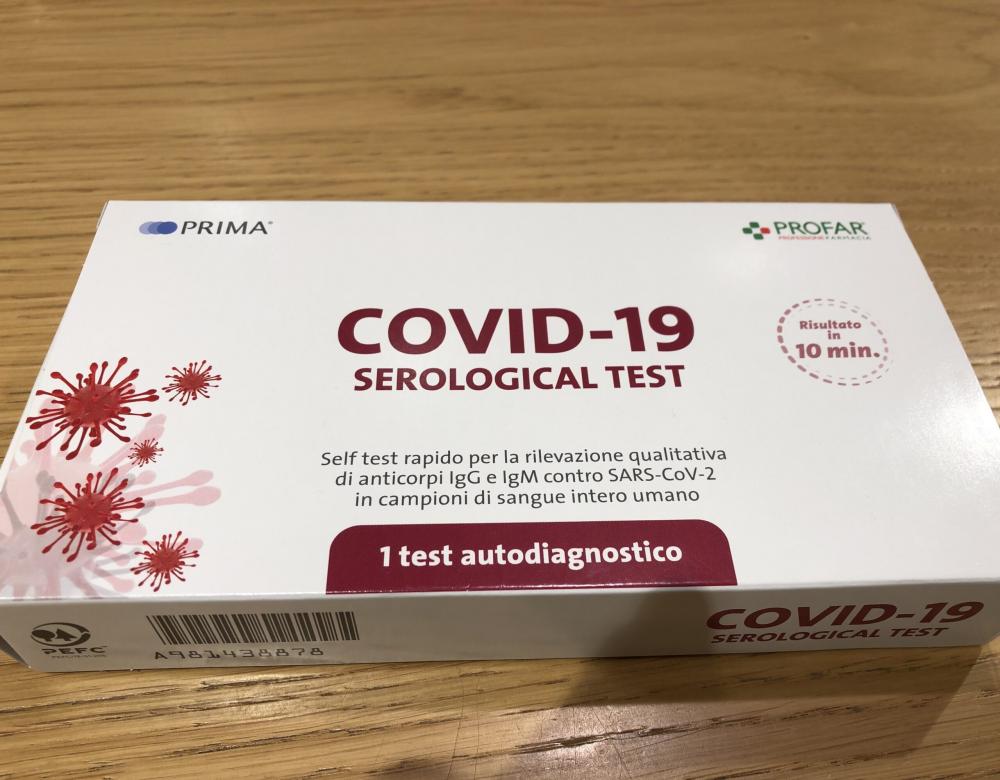 PRIMA®
PROFAR®
PROFESSIONE FARMACIA
COVID-19
SEROLOGICAL TEST
Risultato
in
10 min.
Self test rapido per la rilevazione qualitativa
di anticorpi IgG e IgM contro SARS-CoV-2
in campioni di sangue intero umano
1 test autodiagnostico
PEFC
A981438878
COVID-19
SEROLOGICAL TEST